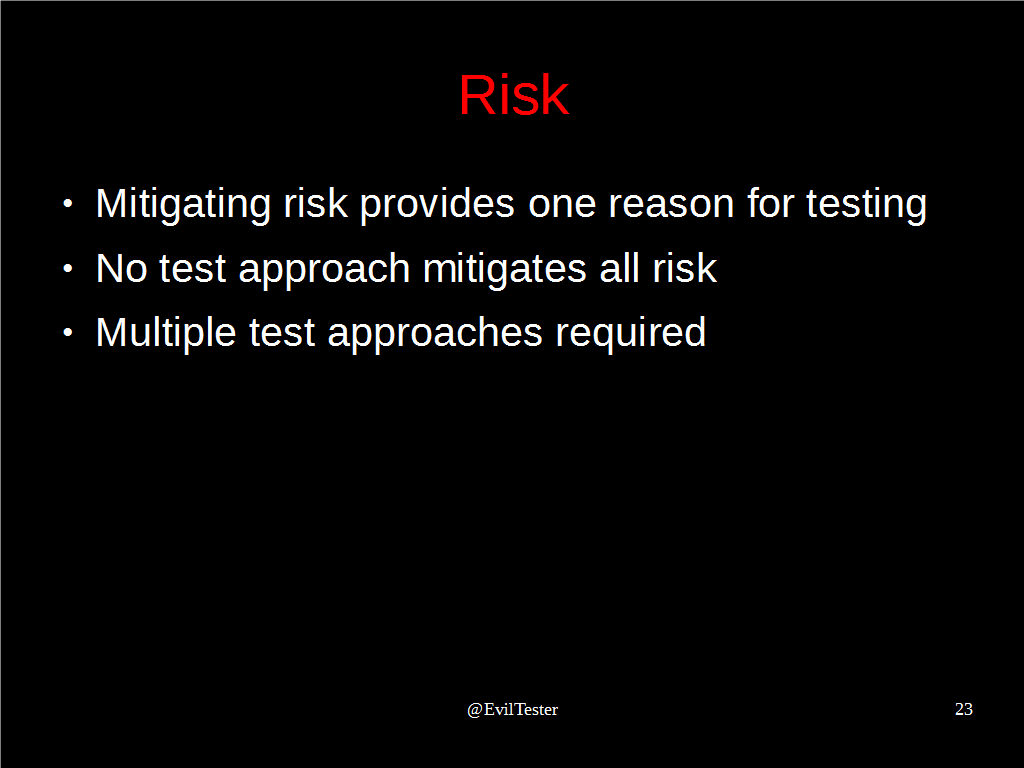 Risk
• Mitigating risk provides one reason for testing
• No test approach mitigates all risk
• Multiple test approaches required
@EvilTester
23